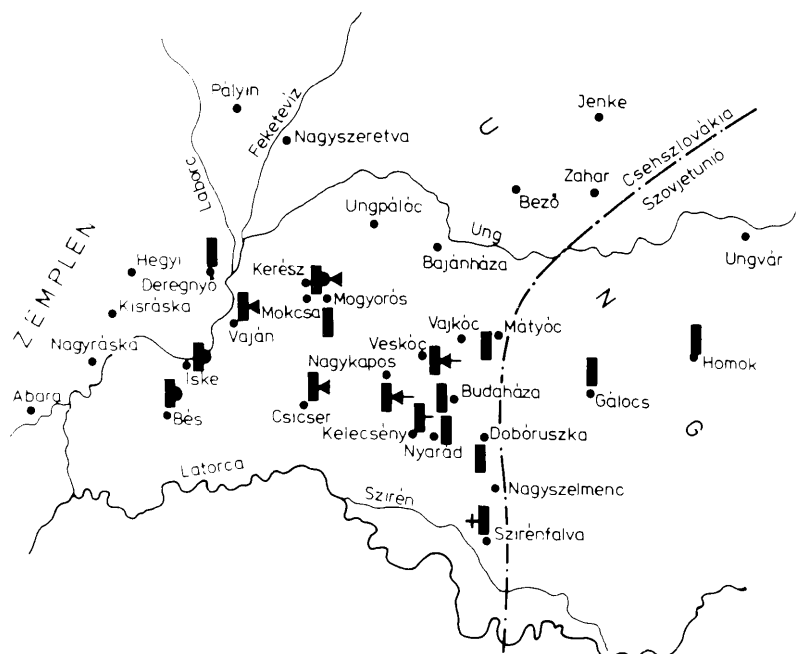 Pályin
Jenke
Feketevíz
U
Nagyszeretva
Csehszlovákia
Laborc
Szovjetunió
Zahar
Bező
Ungpálóc
Ung
ZEMPLEN
Hegyi
Bajánháza
Ungvár
Kerész
Deregnyő
N
Mogyorós
Kisráska
Mokcsa
Vaján
Vajkóc
Mátyóc
Veskóc
Nagyráska
Nagykapos
Homok
Iske
Budaháza
Abara
Gálocs
Bés
Csicser
G
Kelecsény
Dobóruszka
Nyarád
Latorca
Nagyszelmenc
Szirén
Szirénfalva